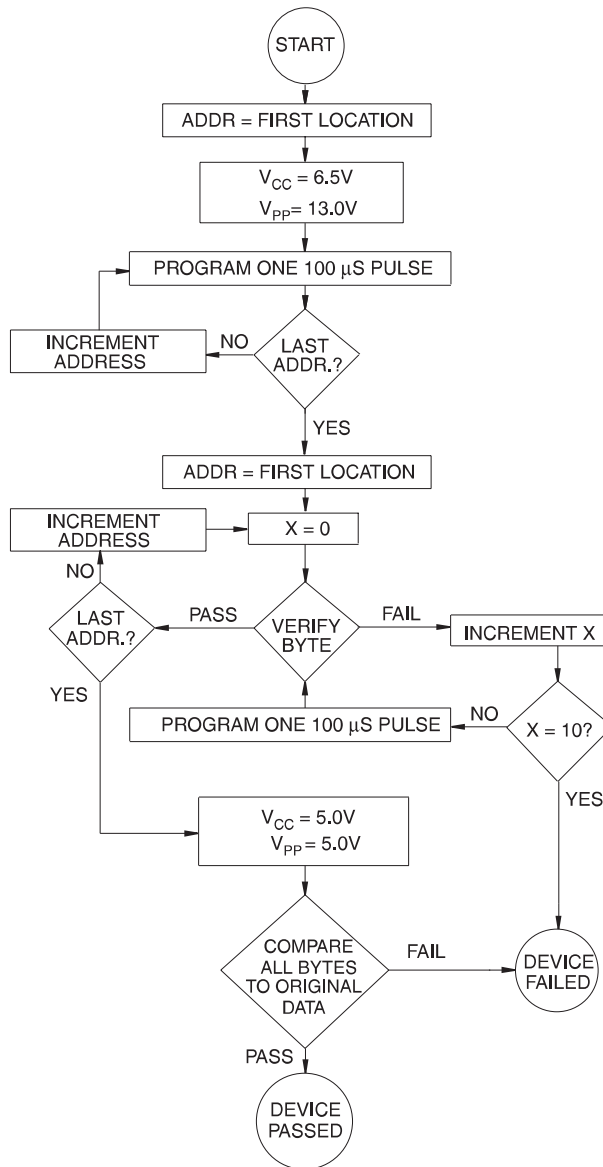 START
ADDR = FIRST LOCATION
VCC = 6.5V
VPP = 13.0V
PROGRAM ONE 100 µS PULSE
INCREMENT
ADDRESS
NO
LAST
ADDR.?
YES
ADDR = FIRST LOCATION
INCREMENT
ADDRESS
X = 0
NO
LAST
ADDR.?
PASS
VERIFY
BYTE
FAIL
INCREMENT X
YES
PROGRAM ONE 100 µS PULSE
NO
X = 10?
YES
VCC = 5.0V
VPP = 5.0V
COMPARE
ALL BYTES
TO ORIGINAL
DATA
FAIL
DEVICE
FAILED
PASS
DEVICE
PASSED